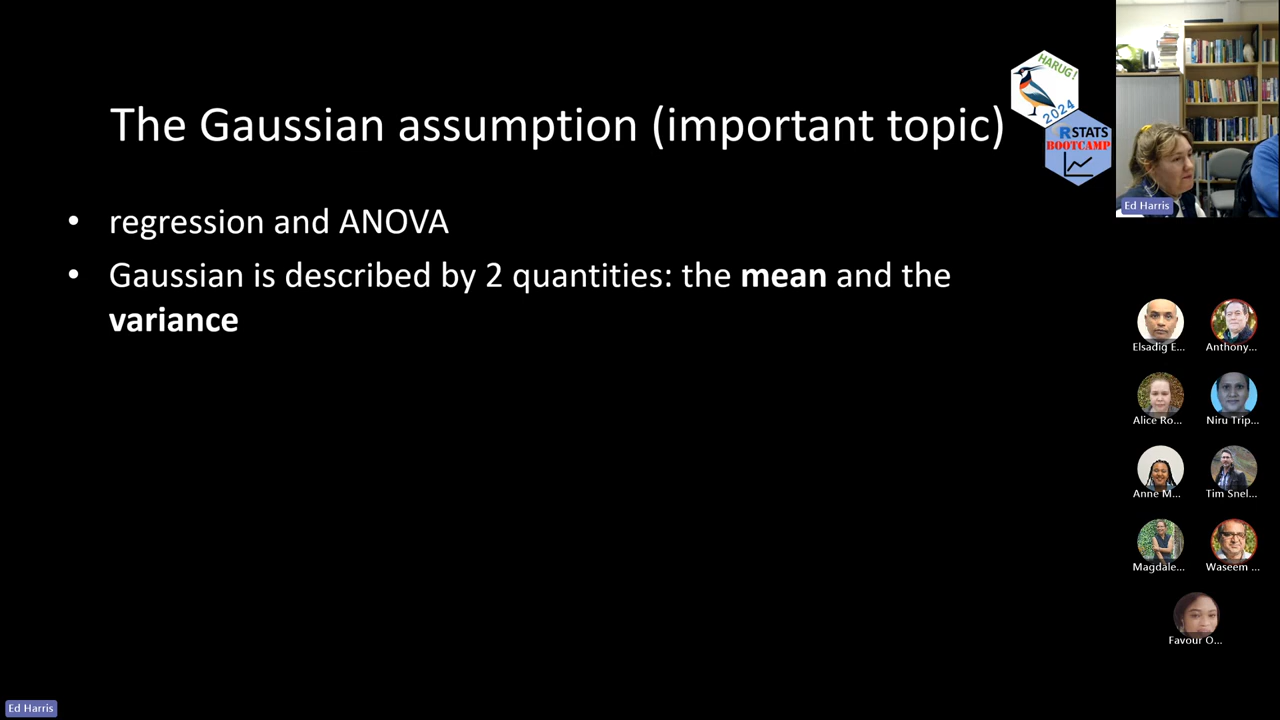 The Gaussian assumption (important topic)
• regression and ANOVA
• Gaussian is described by 2 quantities: the mean and the
variance
HARUG!
2024
RSTATS
BOOTCAMP
Ed Harris
Elsadig E...
Anthony...
Alice Ro...
Niru Trip...
Anne M...
Tim Snel...
Magdale...
Waseem ...
Favour O...
Ed Harris